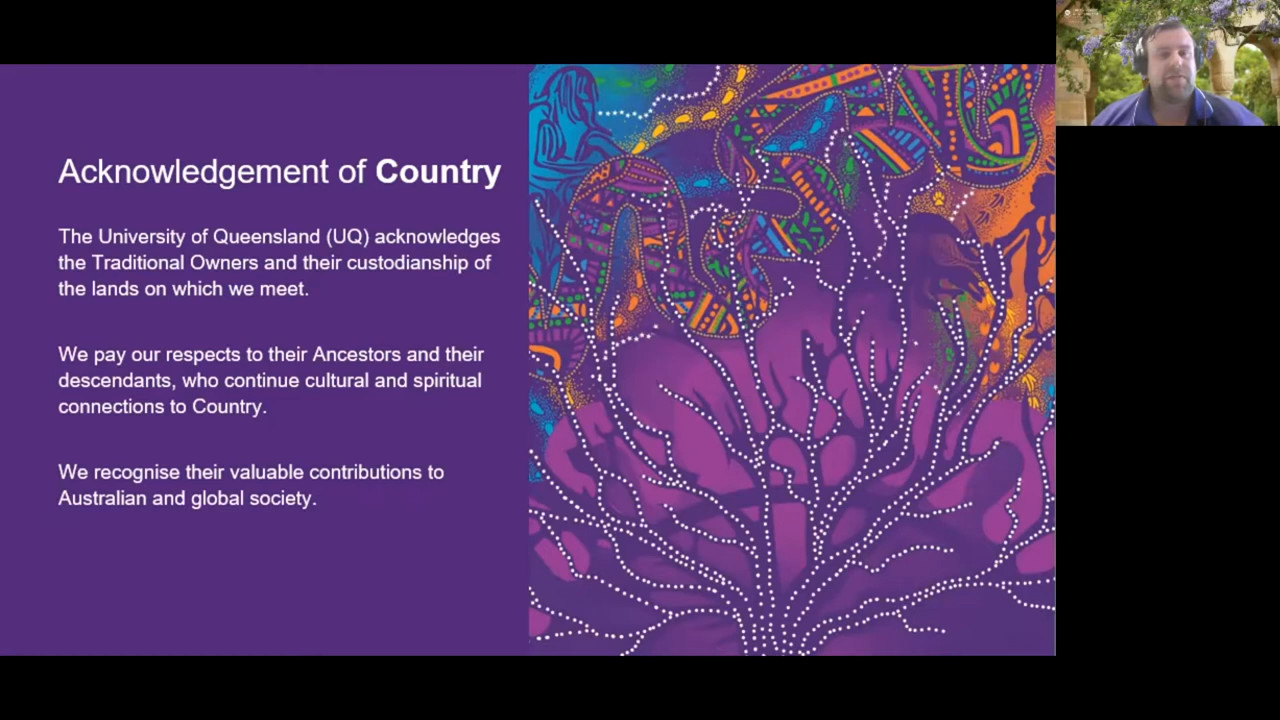 Acknowledgement of Country
The University of Queensland (UQ) acknowledges
the Traditional Owners and their custodianship of
the lands on which we meet.
We pay our respects to their Ancestors and their
descendants, who continue cultural and spiritual
connections to Country.
We recognise their valuable contributions to
Australian and global society.